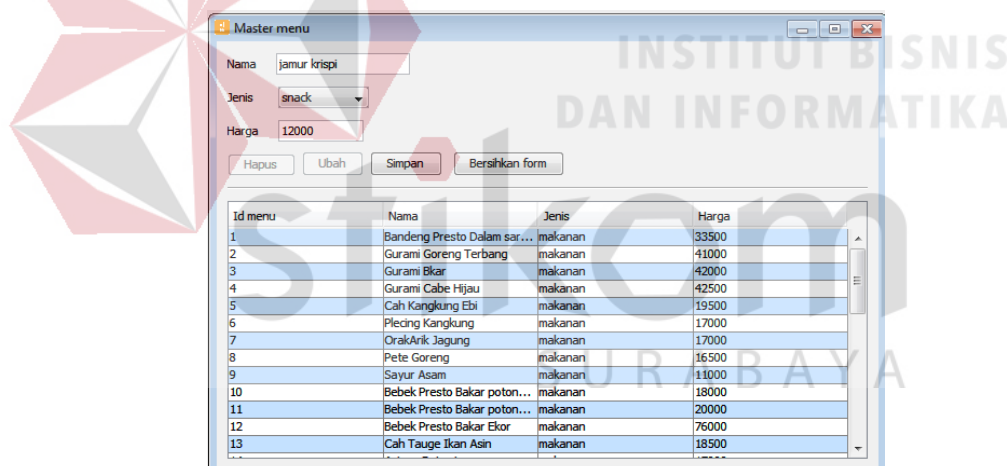 Master menu
INSTITUT BISNIS
DAN INFORMATIKA
stikom
SURABAYA
Nama jamur krispi
Jenis snack
Harga 12000
Hapus Ubah Simpan Bersihkan form
Id menu Nama Jenis Harga
1 Bandeng Presto Dalam sar... makanan 33500
2 Gurami Goreng Terbang makanan 41000
3 Gurami Bkar makanan 42000
4 Gurami Cabe Hijau makanan 42500
5 Cah Kangkung Ebi makanan 19500
6 Plecing Kangkung makanan 17000
7 OrakArik Jagung makanan 17000
8 Pete Goreng makanan 16500
9 Sayur Asam makanan 11000
10 Bebek Presto Bakar poton... makanan 18000
11 Bebek Presto Bakar poton... makanan 20000
12 Bebek Presto Bakar Ekor makanan 76000
13 Cah Tauge Ikan Asin makanan 18500